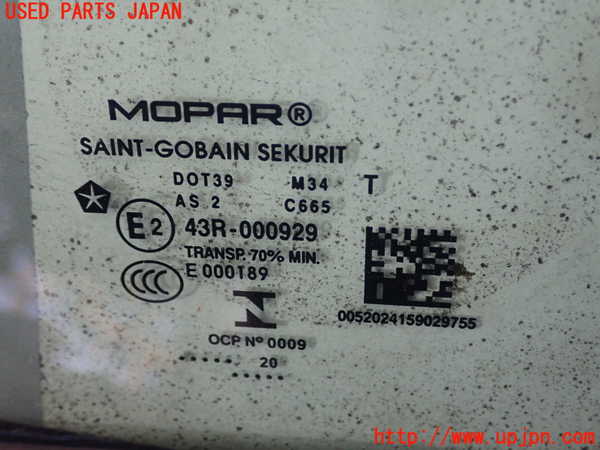 USED PARTS JAPAN
MOPAR®
SAINT-GOBAIN SEKURIT
DOT39 M34 T
AS.2 C665
E2 43R-000929
TRANSP. 70% MIN.
CCC E 000189
0052024159029755
OCP. Nº 0009
...... 20
......
http://www.upjpn.com